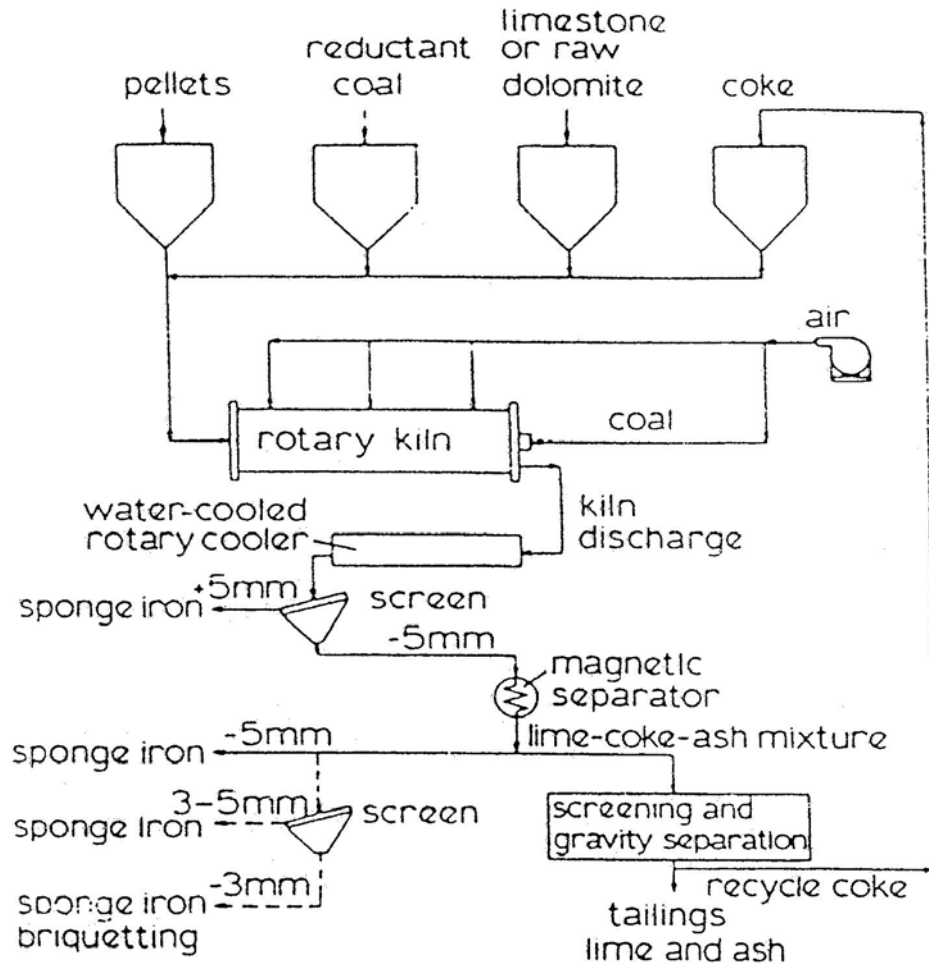 limestone
reductant or raw
pellets coal dolomite coke
air
rotary kiln
coal
water-cooled
rotary cooler
kiln
discharge
+5mm
sponge iron
screen
-5mm
magnetic
separator
-5mm
sponge iron
lime-coke-ash mixture
3-5mm
sponge iron
screen
screening and
gravity separation
-3mm
sponge iron
briquetting
recycle coke
tailings
lime and ash